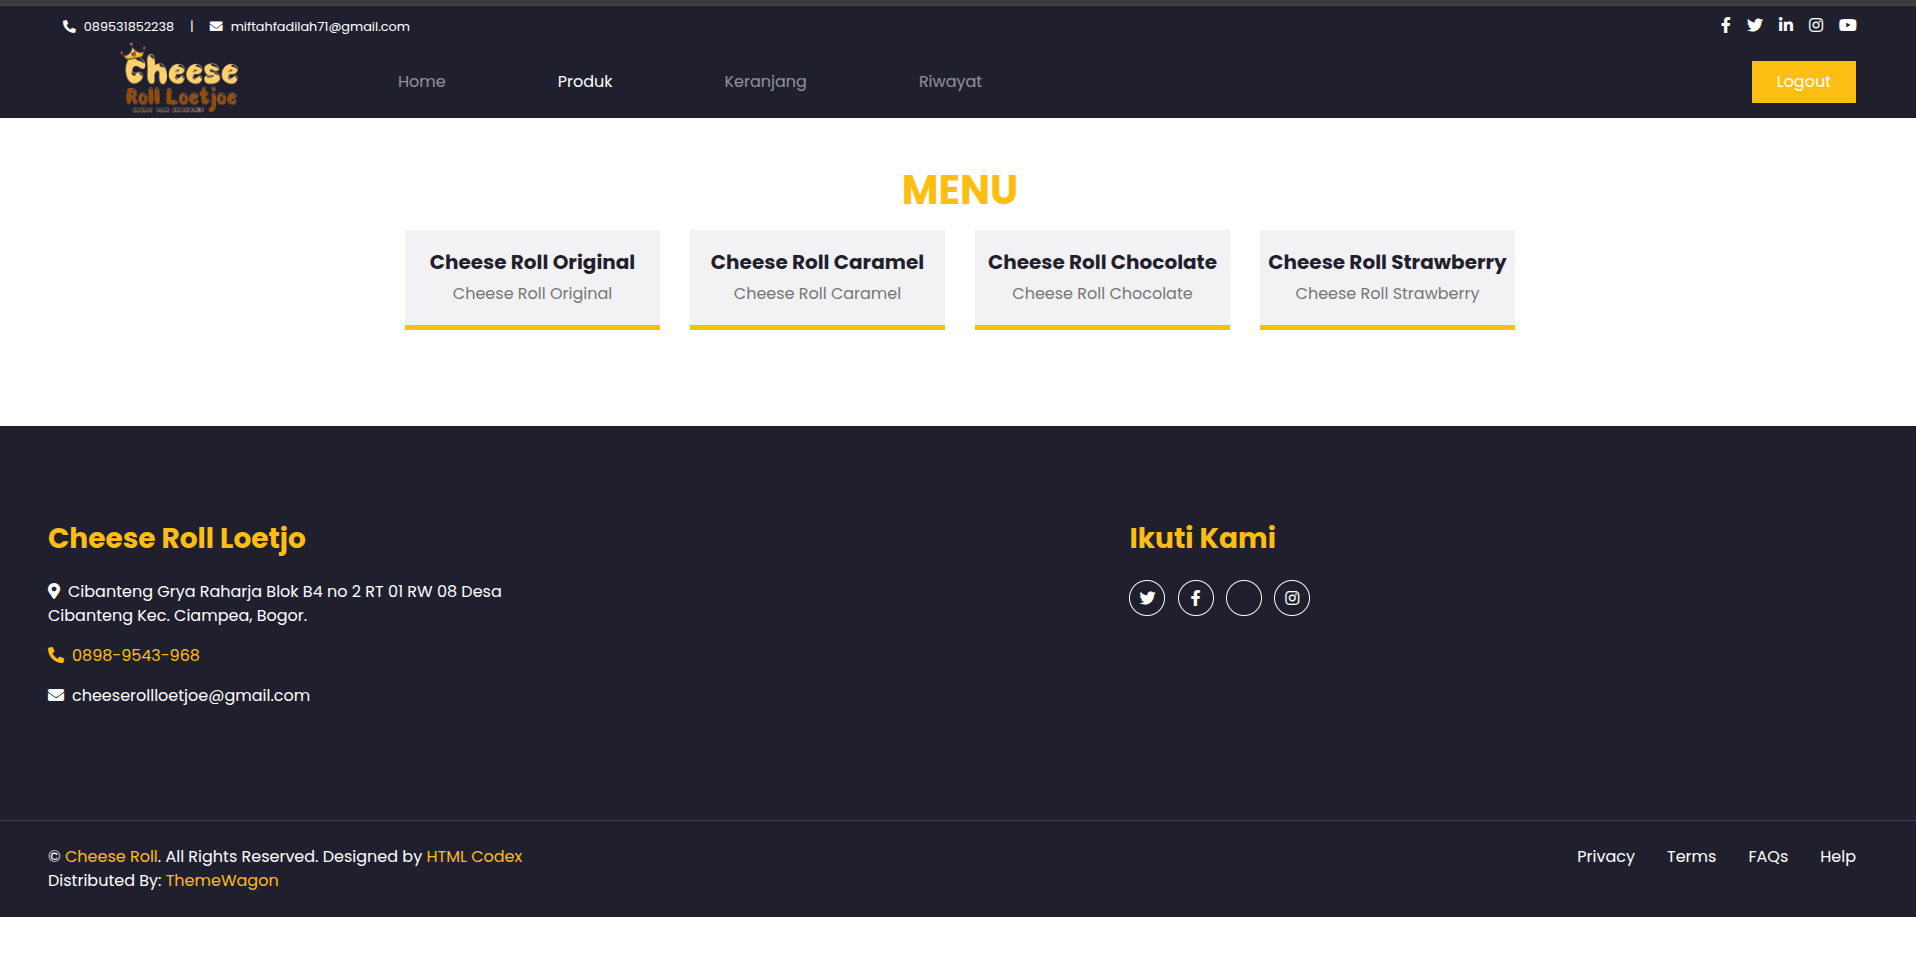 089531852238 | miftahfadilah71@gmail.com
Cheese
Roll Loetjoe
Home Produk Keranjang Riwayat Logout
MENU
Cheese Roll Original
Cheese Roll Original
Cheese Roll Caramel
Cheese Roll Caramel
Cheese Roll Chocolate
Cheese Roll Chocolate
Cheese Roll Strawberry
Cheese Roll Strawberry
Cheese Roll Loetjo
Cibanteng Grya Raharja Blok B4 no 2 RT 01 RW 08 Desa
Cibanteng Kec. Ciampea, Bogor.
0898-9543-968
cheeserollloetjoe@gmail.com
Ikuti Kami
© Cheese Roll. All Rights Reserved. Designed by HTML Codex
Distributed By: ThemeWagon
Privacy Terms FAQs Help